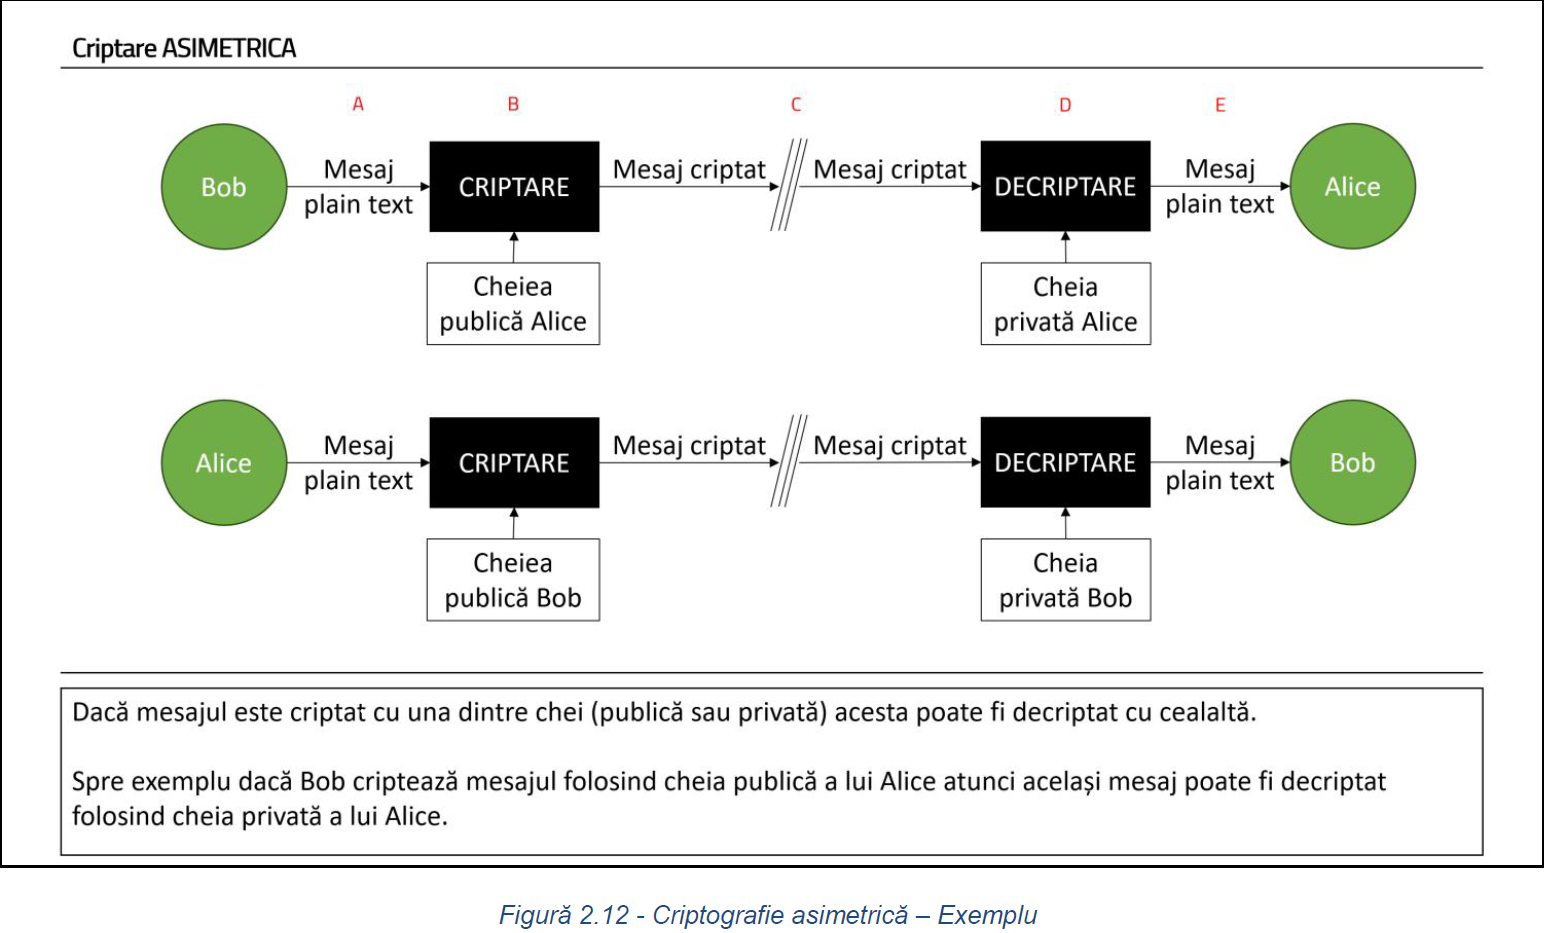 Criptare ASIMETRICA
A B C D E
Bob
Mesaj
plain text
CRIPTARE
Mesaj criptat
Mesaj criptat
DECRIPTARE
Mesaj
plain text
Alice
Cheiea
publică Alice
Cheia
privată Alice
Alice
Mesaj
plain text
CRIPTARE
Mesaj criptat
Mesaj criptat
DECRIPTARE
Mesaj
plain text
Bob
Cheiea
publică Bob
Cheia
privată Bob
Dacă mesajul este criptat cu una dintre chei (publică sau privată) acesta poate fi decriptat cu cealaltă.
Spre exemplu dacă Bob criptează mesajul folosind cheia publică a lui Alice atunci același mesaj poate fi decriptat
folosind cheia privată a lui Alice.
Figură 2.12 - Criptografie asimetrică – Exemplu